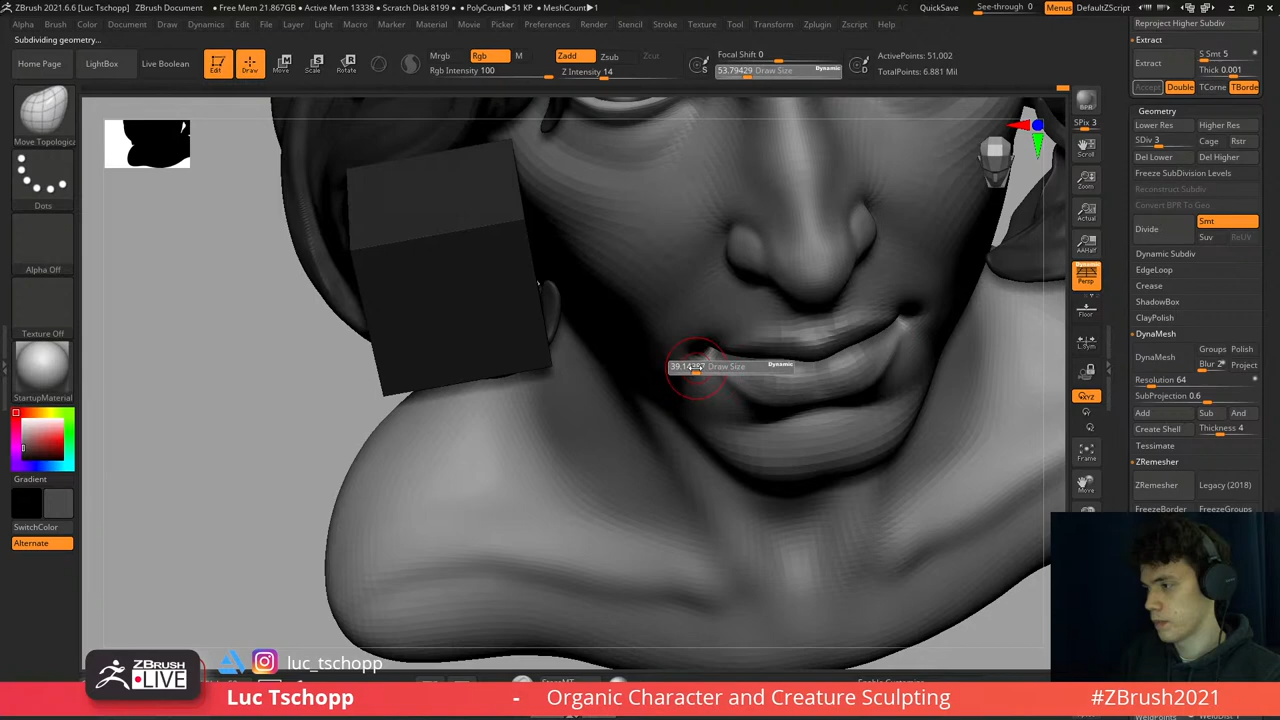 ZBrush 2021.6.6 [Luc Tschopp]   ZBrush Document   • Free Mem 21.867GB • Active Mem 13338 • Scratch Disk 8199 • PolyCount▸51 KP • MeshCount▸1   AC   QuickSave   See-through 0   Menus   DefaultZScript
Alpha Brush Color Document Draw Dynamics Edit File Layer Light Macro Marker Material Movie Picker Preferences Render Stencil Stroke Texture Tool Transform Zplugin Zscript Help
Subdividing geometry...
Home Page LightBox Live Boolean Edit Draw Move Scale Rotate
Mrgb Rgb M
Rgb Intensity 100
Zadd Zsub Zcut
Z Intensity 14
S
Focal Shift 0
53.79429 Draw Size Dynamic
D
ActivePoints: 51,002
TotalPoints: 6.881 Mil
Move Topologica
Dots
Alpha Off
Texture Off
StartupMaterial
Gradient
SwitchColor
Alternate
Draw Size Dynamic
BPR
SPix 3
Scroll
Zoom
Actual
AAHalf
Dynamic
Persp
Floor
L.Sym
XYZ
Frame
Move
Reproject Higher Subdiv
Extract
S Smt 5
Extract
Thick 0.001
Accept Double TCorne TBorde
Geometry
Lower Res Higher Res
SDiv 3 Cage Rstr
Del Lower Del Higher
Freeze SubDivision Levels
Reconstruct Subdiv
Convert BPR To Geo
Divide
Smt
Suv ReUV
Dynamic Subdiv
EdgeLoop
Crease
ShadowBox
ClayPolish
DynaMesh
DynaMesh
Groups Polish
Blur 2 Project
Resolution 64
SubProjection 0.6
Add Sub And
Create Shell Thickness 4
Tessimate
ZRemesher
ZRemesher Legacy (2018)
FreezeBorder FreezeGroups
ZBRUSH
LIVE
luc_tschopp
Luc Tschopp - Organic Character and Creature Sculpting #ZBrush2021